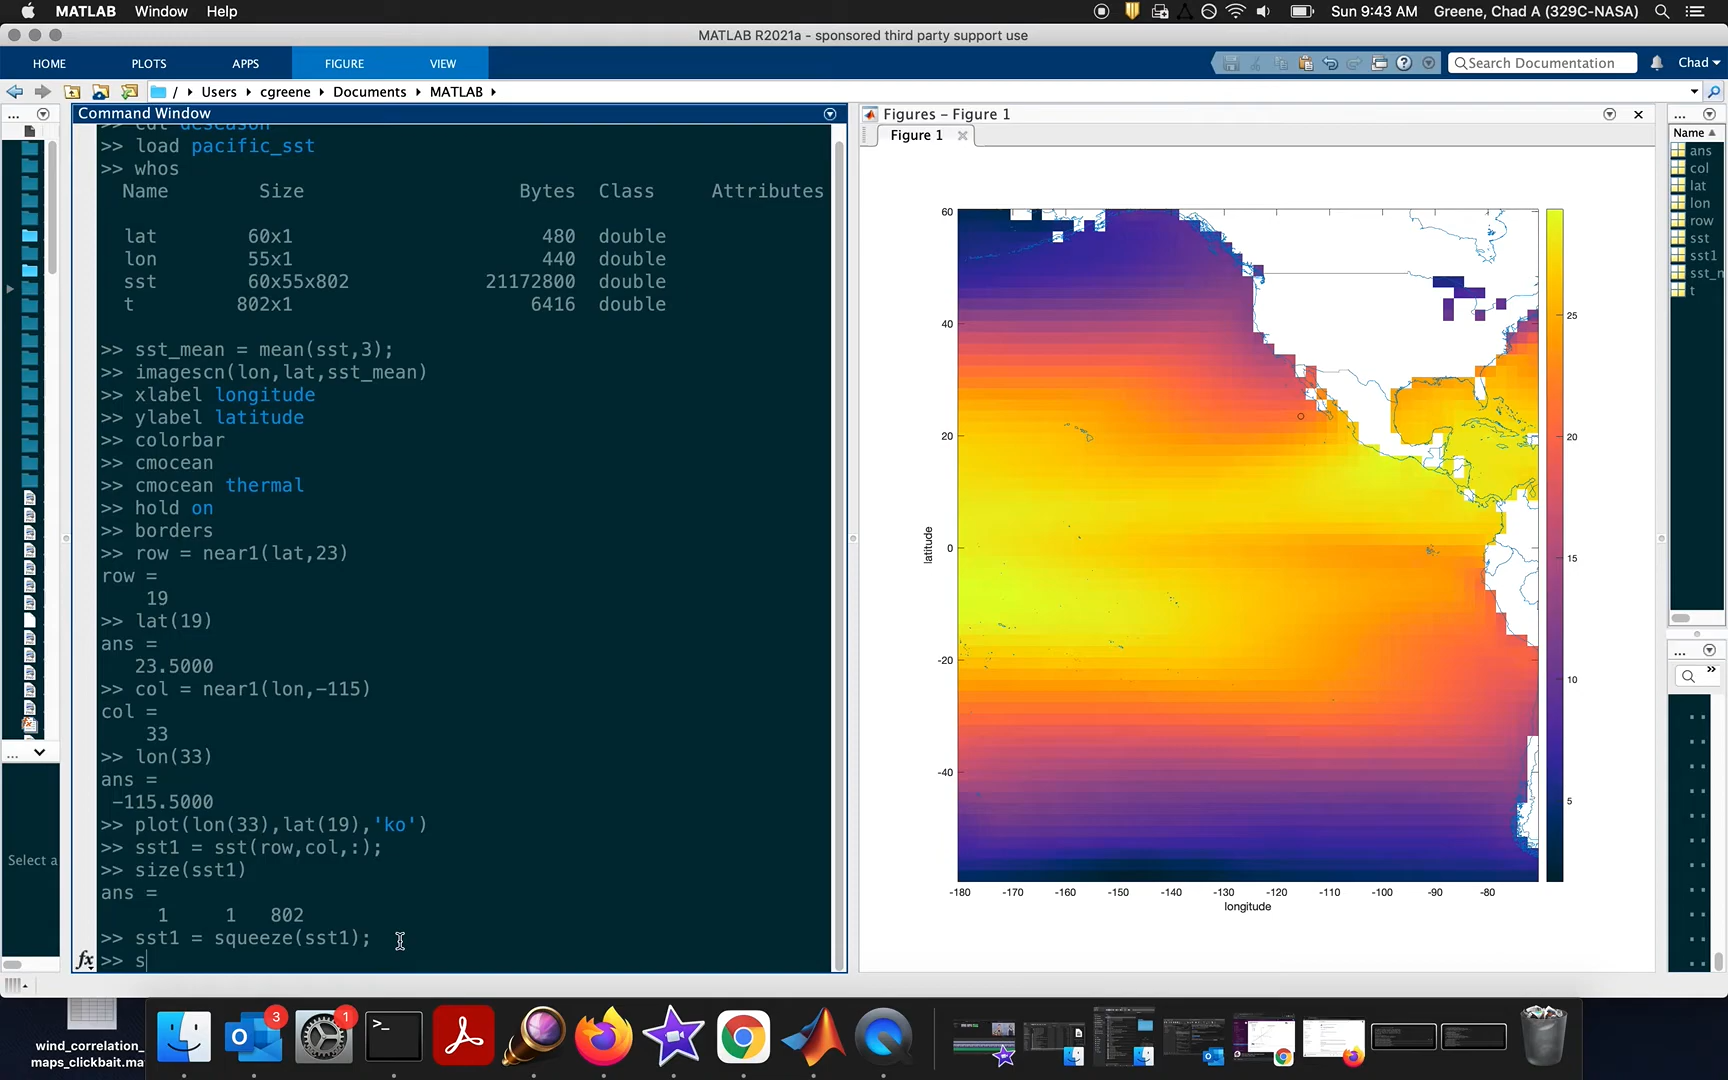 MATLAB Window Help
Sun 9:43 AM Greene, Chad A (329C-NASA)
MATLAB R2021a - sponsored third party support use
HOME PLOTS APPS FIGURE VIEW
Search Documentation
Chad
/ Users cgreene Documents MATLAB
...
Command Window
>> load pacific_sst
>> whos
Name Size Bytes Class Attributes
lat 60x1 480 double
lon 55x1 440 double
sst 60x55x802 21172800 double
t 802x1 6416 double
>> sst_mean = mean(sst,3);
>> imagescn(lon,lat,sst_mean)
>> xlabel longitude
>> ylabel latitude
>> colorbar
>> cmocean
>> cmocean thermal
>> hold on
>> borders
>> row = near1(lat,23)
row =
19
>> lat(19)
ans =
23.5000
>> col = near1(lon,-115)
col =
33
>> lon(33)
ans =
-115.5000
>> plot(lon(33),lat(19),'ko')
>> sst1 = sst(row,col,:);
>> size(sst1)
ans =
1 1 802
>> sst1 = squeeze(sst1);
fx >> s
...
Select a
Figures - Figure 1
Figure 1
60
40
20
0
-20
-40
latitude
-180 -170 -160 -150 -140 -130 -120 -110 -100 -90 -80
longitude
25
20
15
10
5
...
Name
ans
col
lat
lon
row
sst
sst1
sst_n
t
...
»
3
1
>_
wind_correlation_
maps_clickbait.ma